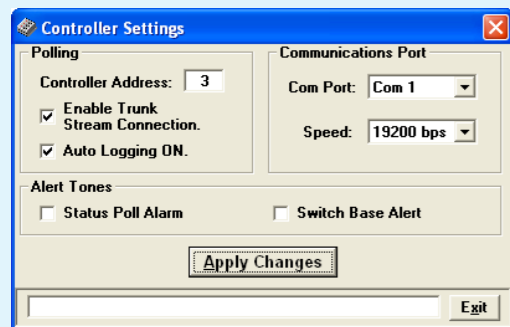 Controller Settings
Polling
Controller Address: 3
Enable Trunk
Stream Connection.
Auto Logging ON.
Communications Port
Com Port: Com 1
Speed: 19200 bps
Alert Tones
Status Poll Alarm
Switch Base Alert
Apply Changes
Exit